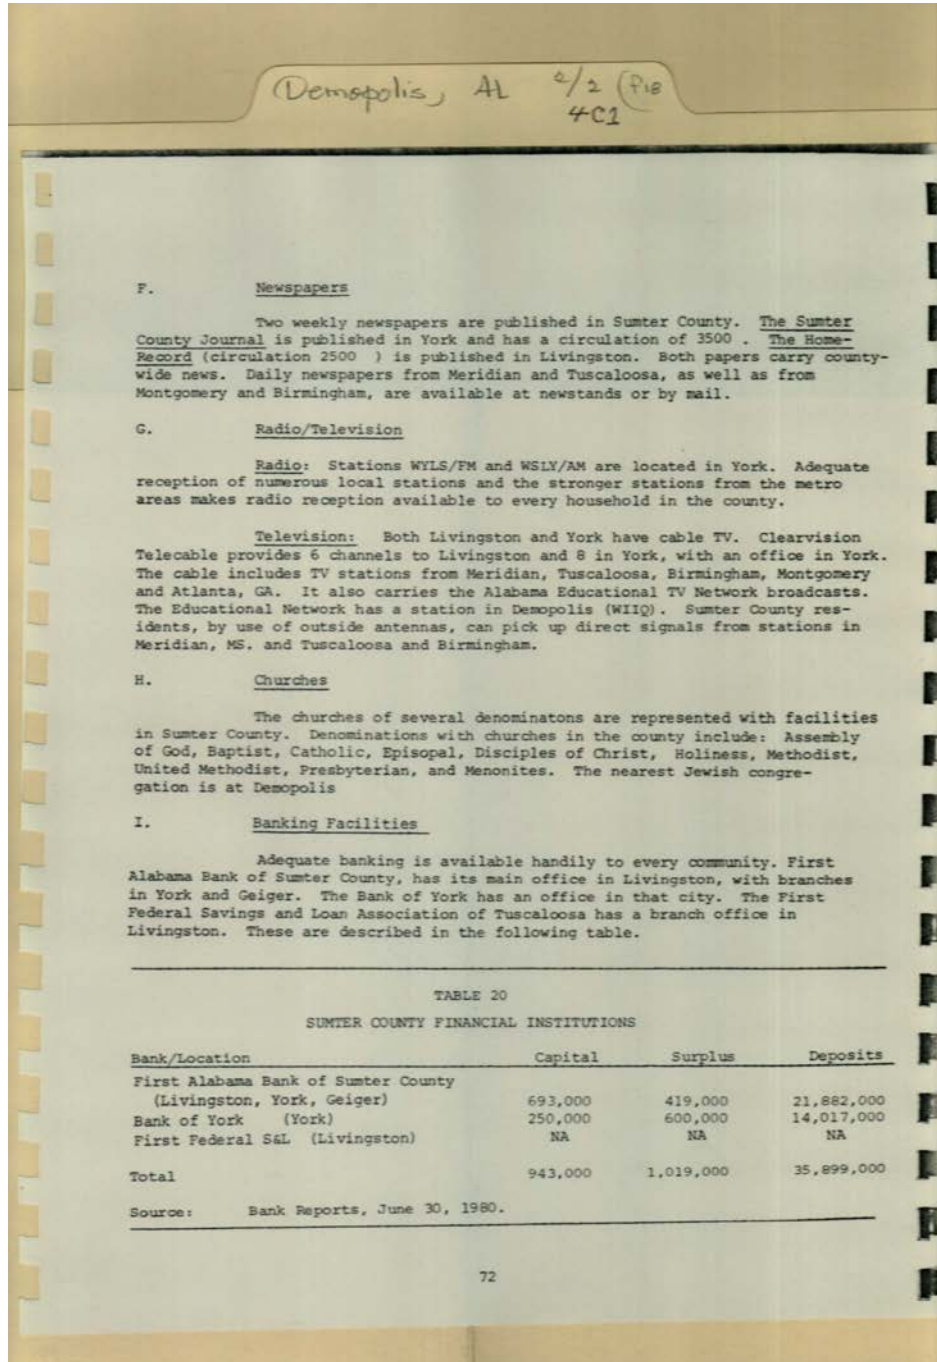 Demopolis, AL 2/2 (F18
4C1
F. Newspapers
Two weekly newspapers are published in Sumter County. The Sumter
County Journal is published in York and has a circulation of 3500 . The Home-
Record (circulation 2500 ) is published in Livingston. Both papers carry county-
wide news. Daily newspapers from Meridian and Tuscaloosa, as well as from
Montgomery and Birmingham, are available at newstands or by mail.
G. Radio/Television
Radio: Stations WYLS/FM and WSLY/AM are located in York. Adequate
reception of numerous local stations and the stronger stations from the metro
areas makes radio reception available to every household in the county.
Television: Both Livingston and York have cable TV. Clearvision
Telecable provides 6 channels to Livingston and 8 in York, with an office in York.
The cable includes TV stations from Meridian, Tuscaloosa, Birmingham, Montgomery
and Atlanta, GA. It also carries the Alabama Educational TV Network broadcasts.
The Educational Network has a station in Demopolis (WIIQ). Sumter County res-
idents, by use of outside antennas, can pick up direct signals from stations in
Meridian, MS. and Tuscaloosa and Birmingham.
H. Churches
The churches of several denominatons are represented with facilities
in Sumter County. Denominations with churches in the county include: Assembly
of God, Baptist, Catholic, Episopal, Disciples of Christ, Holiness, Methodist,
United Methodist, Presbyterian, and Menonites. The nearest Jewish congre-
gation is at Demopolis
I. Banking Facilities
Adequate banking is available handily to every community. First
Alabama Bank of Sumter County, has its main office in Livingston, with branches
in York and Geiger. The Bank of York has an office in that city. The First
Federal Savings and Loan Association of Tuscaloosa has a branch office in
Livingston. These are described in the following table.
TABLE 20
SUMTER COUNTY FINANCIAL INSTITUTIONS
Bank/Location Capital Surplus Deposits
First Alabama Bank of Sumter County
(Livingston, York, Geiger) 693,000 419,000 21,882,000
Bank of York (York) 250,000 600,000 14,017,000
First Federal S&L (Livingston) NA NA NA
Total 943,000 1,019,000 35,899,000
Source: Bank Reports, June 30, 1980.
72